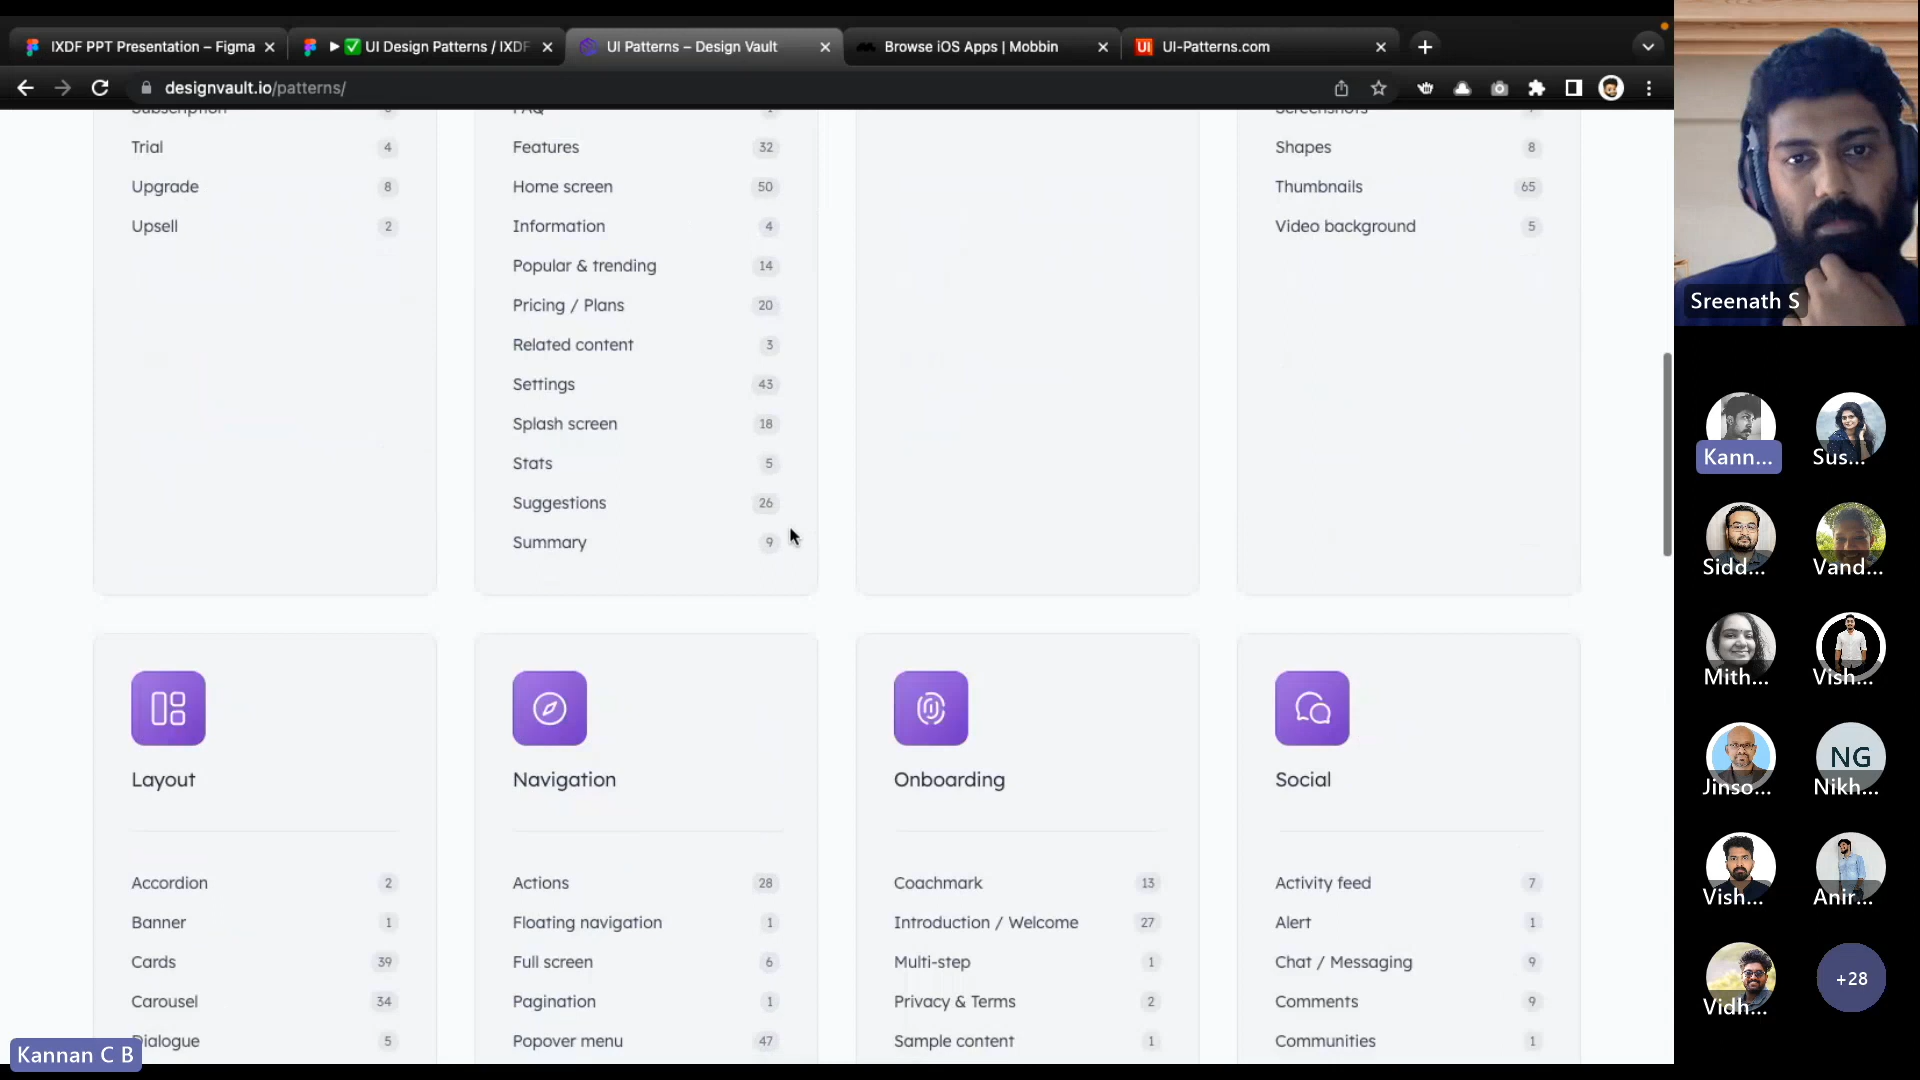 IXDF PPT Presentation – Figma
▶ ✅ UI Design Patterns / IXDF
UI Patterns – Design Vault
Browse iOS Apps | Mobbin
UI-Patterns.com
designvault.io/patterns/
Subscription
Trial 4
Upgrade 8
Upsell 2
FAQ
Features 32
Home screen 50
Information 4
Popular & trending 14
Pricing / Plans 20
Related content 3
Settings 43
Splash screen 18
Stats 5
Suggestions 26
Summary 9
Screenshots
Shapes 8
Thumbnails 65
Video background 5
Layout
Accordion 2
Banner 1
Cards 39
Carousel 34
Dialogue 5
Navigation
Actions 28
Floating navigation 1
Full screen 6
Pagination 1
Popover menu 47
Onboarding
Coachmark 13
Introduction / Welcome 27
Multi-step 1
Privacy & Terms 2
Sample content 1
Social
Activity feed 7
Alert 1
Chat / Messaging 9
Comments 9
Communities 1
Kannan C B
Sreenath S
Kann...
Sus...
Sidd...
Vand...
Mith...
Vish...
Jinso...
NG
Nikh...
Vish...
Anir...
Vidh...
+28